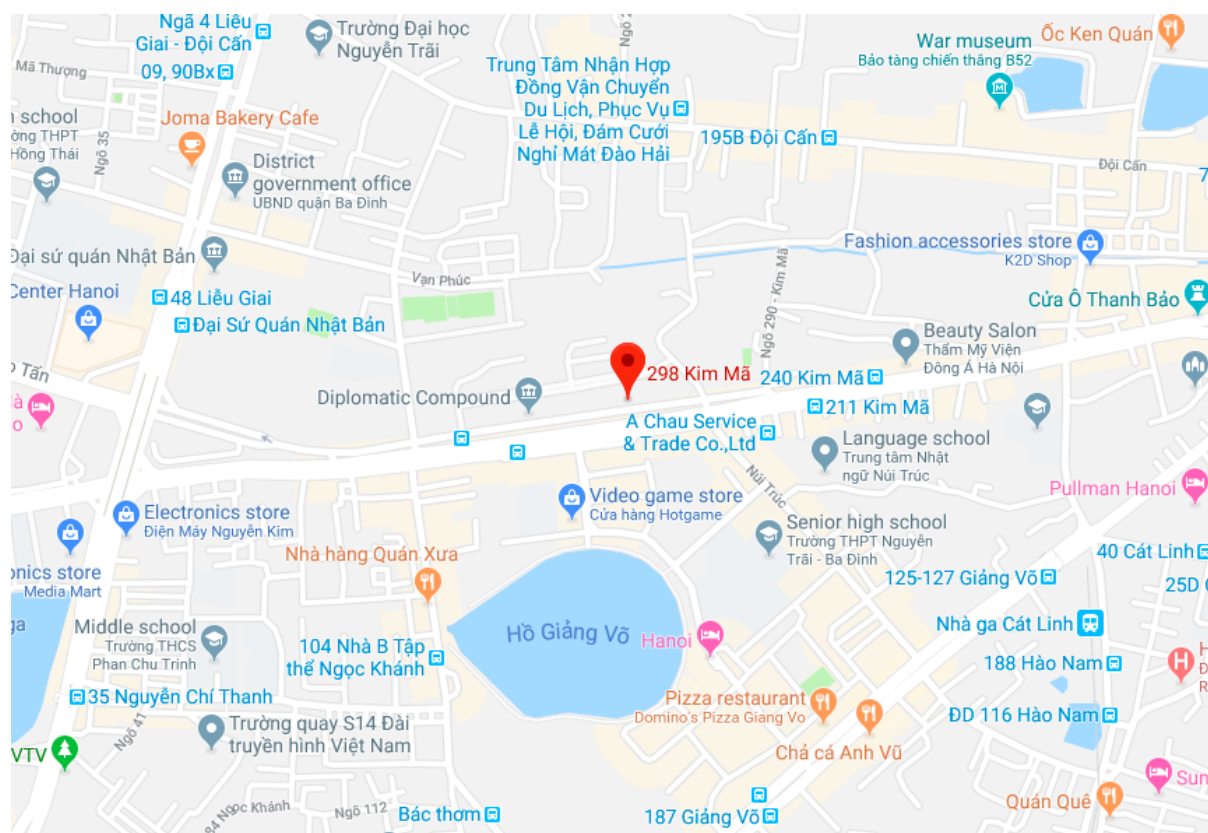 Ngã 4 Liễu
Giai - Đội Cấn
Trường Đại học
Nguyễn Trãi
Ngõ 2
War museum
Bảo tàng chiến thắng B52
Ốc Ken Quán
Mã Thượng
09, 90Bx
Trung Tâm Nhận Hợp
Đồng Vận Chuyển
Du Lịch, Phục Vụ
Lễ Hội, Đám Cưới
Nghỉ Mát Đào Hải
195B Đội Cấn
Joma Bakery Cafe
school
ờng THPT
Hồng Thái
Ngõ 35
District
government office
UBND quận Ba Đình
Đội Cấn
7
Đại sứ quán Nhật Bản
Fashion accessories store
K2D Shop
Vạn Phúc
Center Hanoi
48 Liễu Giai
Đại Sứ Quán Nhật Bản
Cửa Ô Thanh Bảo
Ngõ 290 - Kim Mã
Beauty Salon
Thẩm Mỹ Viện
Đông Á Hà Nội
Tấn
298 Kim Mã
240 Kim Mã
Diplomatic Compound
211 Kim Mã
A Chau Service
& Trade Co.,Ltd
Language school
Trung tâm Nhật
ngữ Núi Trúc
Núi Trúc
Pullman Hanoi
Video game store
Cửa hàng Hotgame
Electronics store
Điện Máy Nguyễn Kim
Senior high school
Trường THPT Nguyễn
Trãi - Ba Đình
Nhà hàng Quán Xưa
onics store
Media Mart
40 Cát Linh
125-127 Giảng Võ
25D
ga
Middle school
Trường THCS
Phan Chu Trinh
Hồ Giảng Võ
Hanoi
Nhà ga Cát Linh
104 Nhà B Tập
thể Ngọc Khánh
188 Hào Nam
H
Đ
R
35 Nguyễn Chí Thanh
Pizza restaurant
Domino's Pizza Giang Vo
ĐD 116 Hào Nam
Ngõ 41
Trường quay S14 Đài
truyền hình Việt Nam
VTV
Chả cá Anh Vũ
Sun
Ngọc Khánh
Ngõ 112
Bác thơm
187 Giảng Võ
Quán Quê